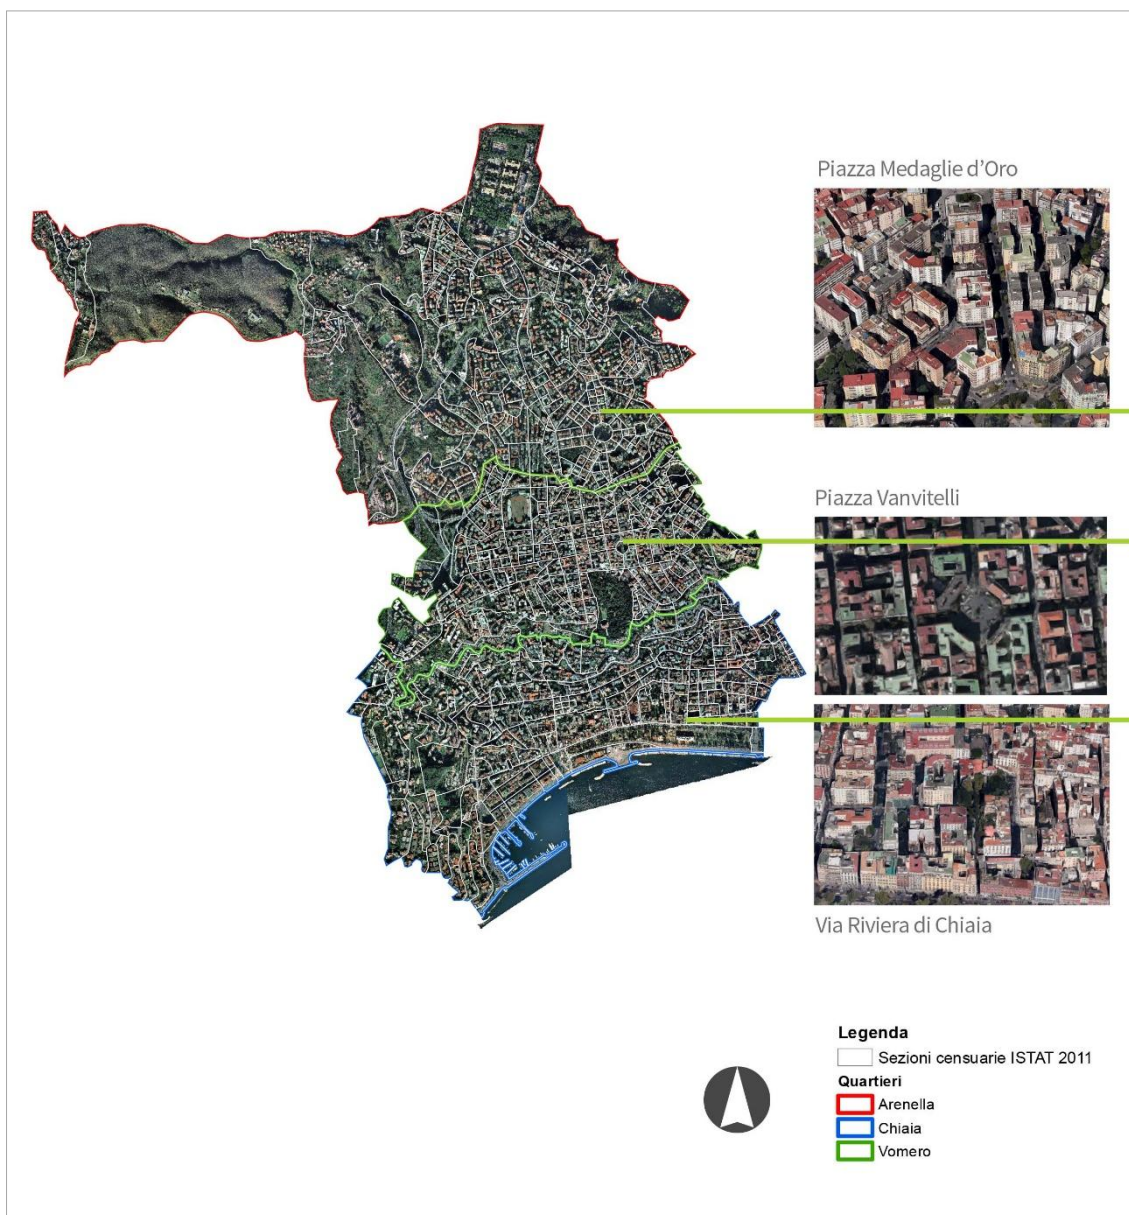 Piazza Medaglie d'Oro
Piazza Vanvitelli
Via Riviera di Chiaia
Legenda
Sezioni censuarie ISTAT 2011
Quartieri
Arenella
Chiaia
Vomero